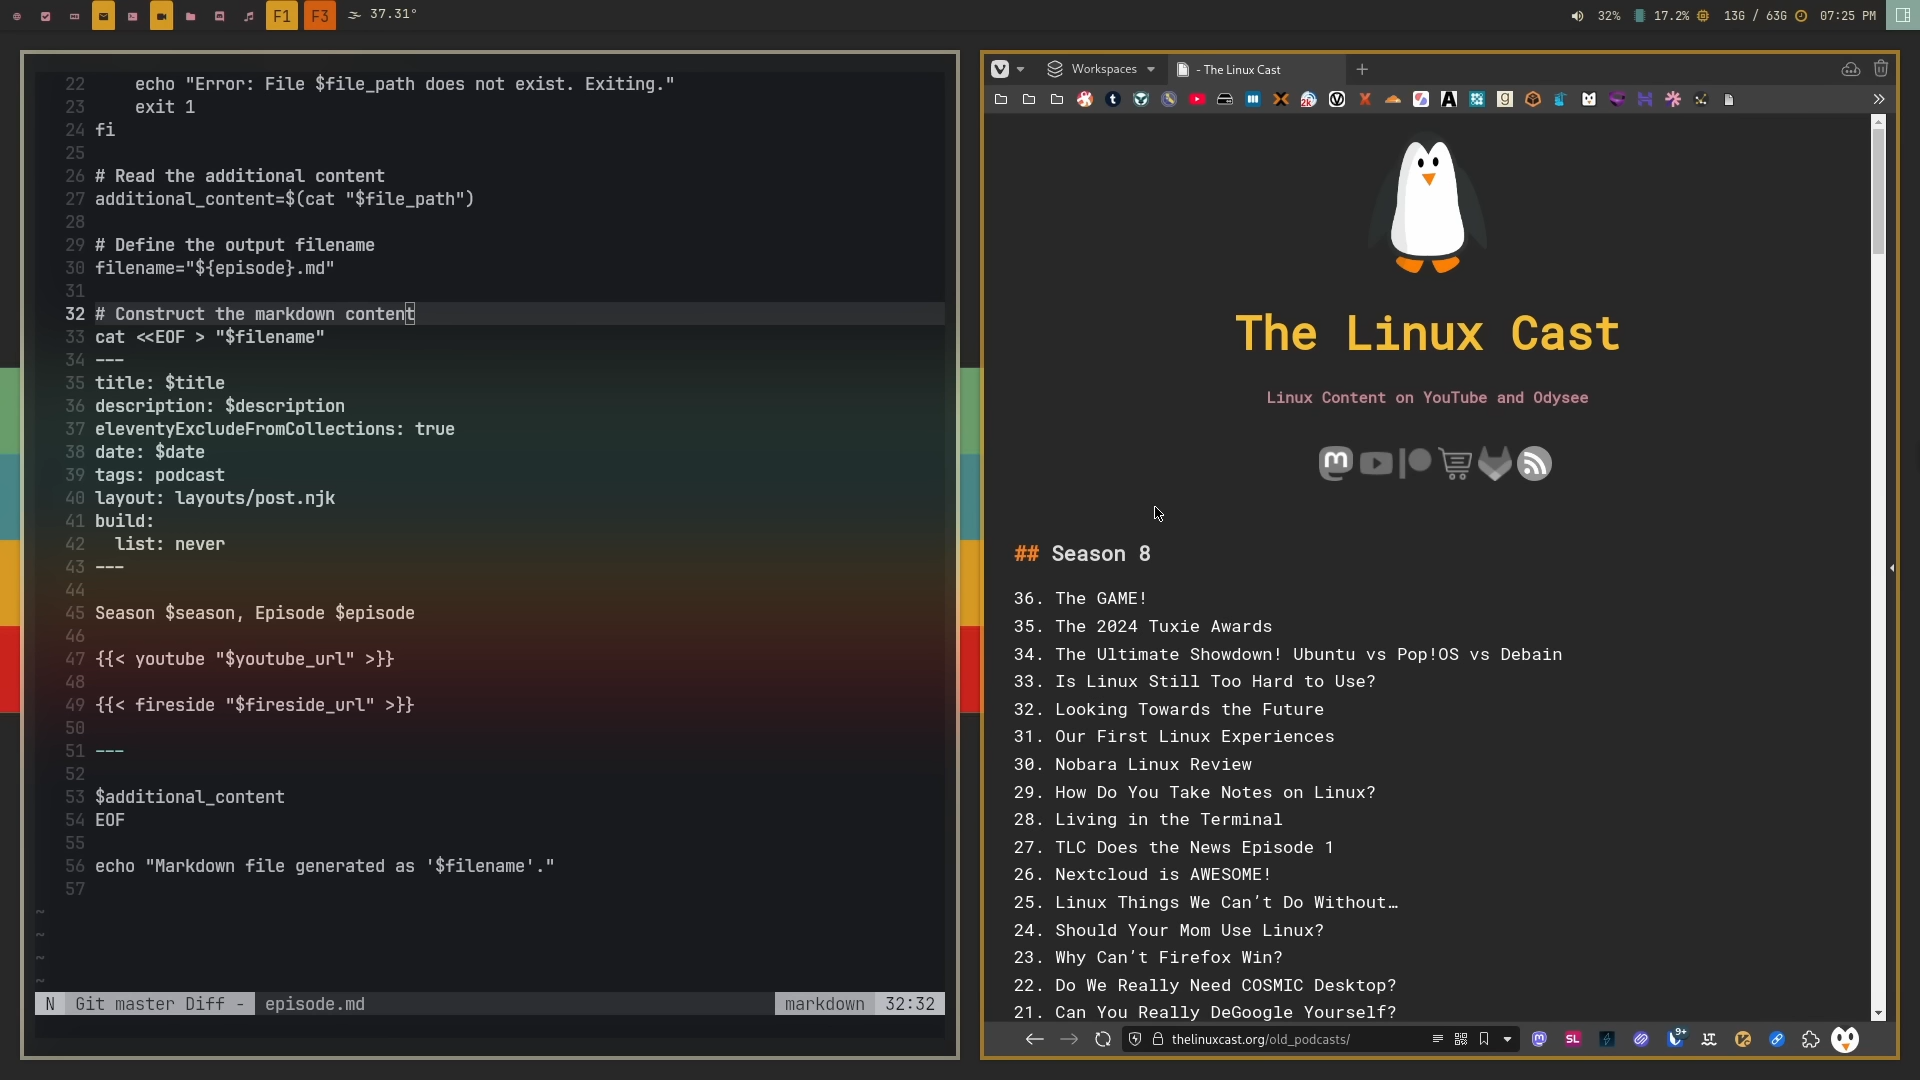 F1 F3 37.31° 32% 17.2% 13G / 63G 07:25 PM
22 echo "Error: File $file_path does not exist. Exiting."
23 exit 1
24 fi
25
26 # Read the additional content
27 additional_content=$(cat "$file_path")
28
29 # Define the output filename
30 filename="${episode}.md"
31
32 # Construct the markdown content
33 cat <<EOF > "$filename"
34 ---
35 title: $title
36 description: $description
37 eleventyExcludeFromCollections: true
38 date: $date
39 tags: podcast
40 layout: layouts/post.njk
41 build:
42 list: never
43 ---
44
45 Season $season, Episode $episode
46
47 {{< youtube "$youtube_url" >}}
48
49 {{< fireside "$fireside_url" >}}
50
51 ---
52
53 $additional_content
54 EOF
55
56 echo "Markdown file generated as '$filename'."
57
~
~
~
~
N Git master Diff - episode.md markdown 32:32
Workspaces - The Linux Cast
The Linux Cast
Linux Content on YouTube and Odysee
## Season 8
36. The GAME!
35. The 2024 Tuxie Awards
34. The Ultimate Showdown! Ubuntu vs Pop!OS vs Debain
33. Is Linux Still Too Hard to Use?
32. Looking Towards the Future
31. Our First Linux Experiences
30. Nobara Linux Review
29. How Do You Take Notes on Linux?
28. Living in the Terminal
27. TLC Does the News Episode 1
26. Nextcloud is AWESOME!
25. Linux Things We Can’t Do Without…
24. Should Your Mom Use Linux?
23. Why Can’t Firefox Win?
22. Do We Really Need COSMIC Desktop?
21. Can You Really DeGoogle Yourself?
thelinuxcast.org/old_podcasts/ SL 9+ LT